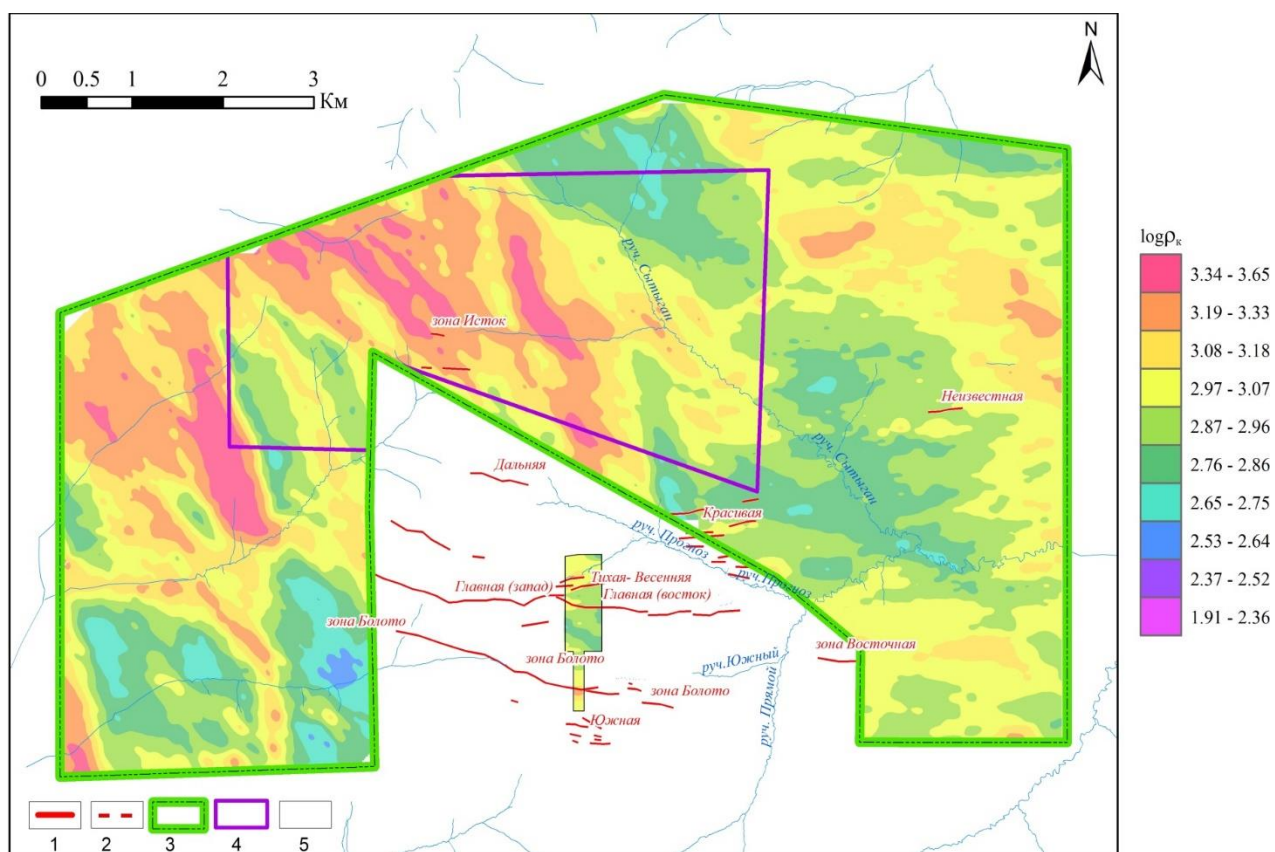 N
0 0.5 1 2 3
Км
руч. Сытыган
зона Исток
Неизвестная
руч. Сытыган
Дальняя
Красивая
руч. Прогноз
руч.Прогноз
Тихая- Весенняя
Главная (запад)
Главная (восток)
зона Болото
зона Восточная
зона Болото
руч.Южный
зона Болото
руч. Прямой
Южная
1 2 3 4 5
logρк
3.34 - 3.65
3.19 - 3.33
3.08 - 3.18
2.97 - 3.07
2.87 - 2.96
2.76 - 2.86
2.65 - 2.75
2.53 - 2.64
2.37 - 2.52
1.91 - 2.36